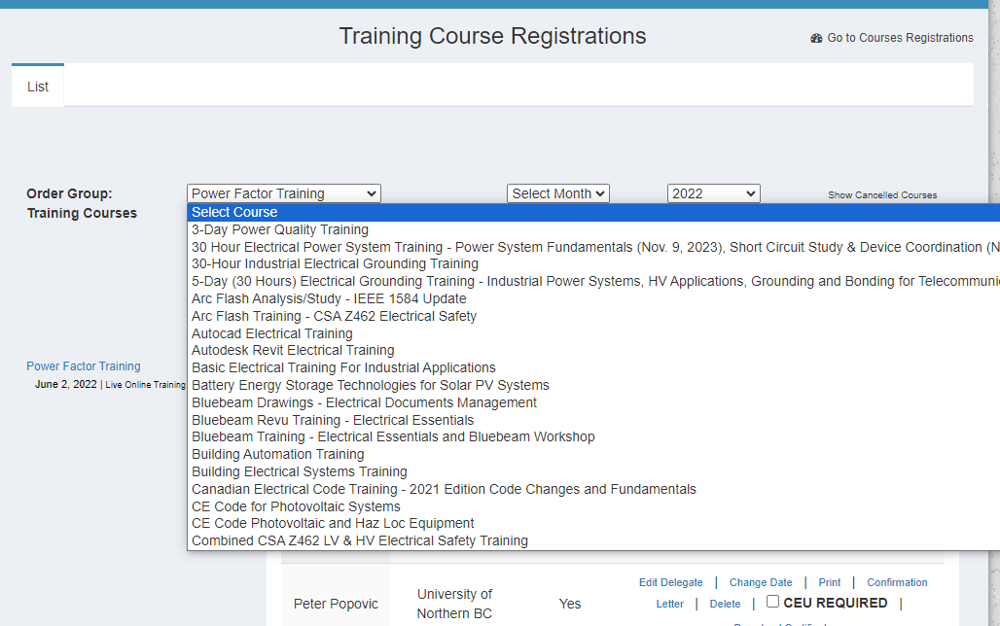 Training Course Registrations
Go to Courses Registrations
List
Order Group:
Training Courses
Power Factor Training
Select Month
2022
Show Cancelled Courses
Select Course
3-Day Power Quality Training
30 Hour Electrical Power System Training - Power System Fundamentals (Nov. 9, 2023), Short Circuit Study & Device Coordination (N
30-Hour Industrial Electrical Grounding Training
5-Day (30 Hours) Electrical Grounding Training - Industrial Power Systems, HV Applications, Grounding and Bonding for Telecommuni
Arc Flash Analysis/Study - IEEE 1584 Update
Arc Flash Training - CSA Z462 Electrical Safety
Autocad Electrical Training
Autodesk Revit Electrical Training
Basic Electrical Training For Industrial Applications
Battery Energy Storage Technologies for Solar PV Systems
Bluebeam Drawings - Electrical Documents Management
Bluebeam Revu Training - Electrical Essentials
Bluebeam Training - Electrical Essentials and Bluebeam Workshop
Building Automation Training
Building Electrical Systems Training
Canadian Electrical Code Training - 2021 Edition Code Changes and Fundamentals
CE Code for Photovoltaic Systems
CE Code Photovoltaic and Haz Loc Equipment
Combined CSA Z462 LV & HV Electrical Safety Training
Power Factor Training
June 2, 2022 | Live Online Training
Peter Popovic
University of
Northern BC
Yes
Edit Delegate | Change Date | Print | Confirmation
Letter | Delete | CEU REQUIRED |